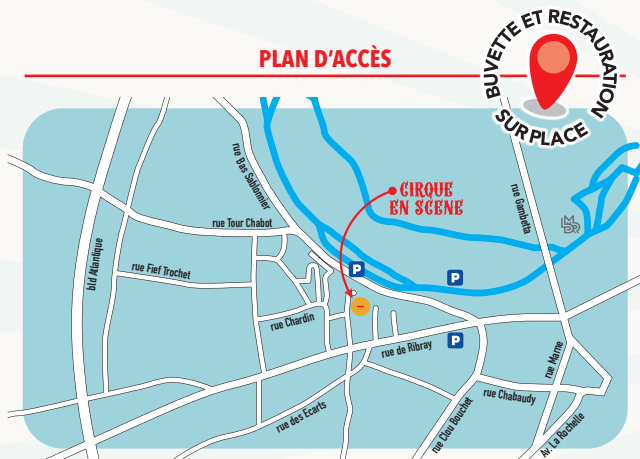 PLAN D'ACCÈS
BUVETTE ET RESTAURATION
SUR PLACE
rue Bas Sablonnier
CIRQUE
EN SCENE
rue Gambetta
rue Tour Chabot
bld Atlantique
rue Fief Trochet
P
P
rue Chardin
rue de Ribray
P
rue Marne
rue Chabaudy
rue des Ecarts
rue Clou Bouchet
Av. La Rochelle